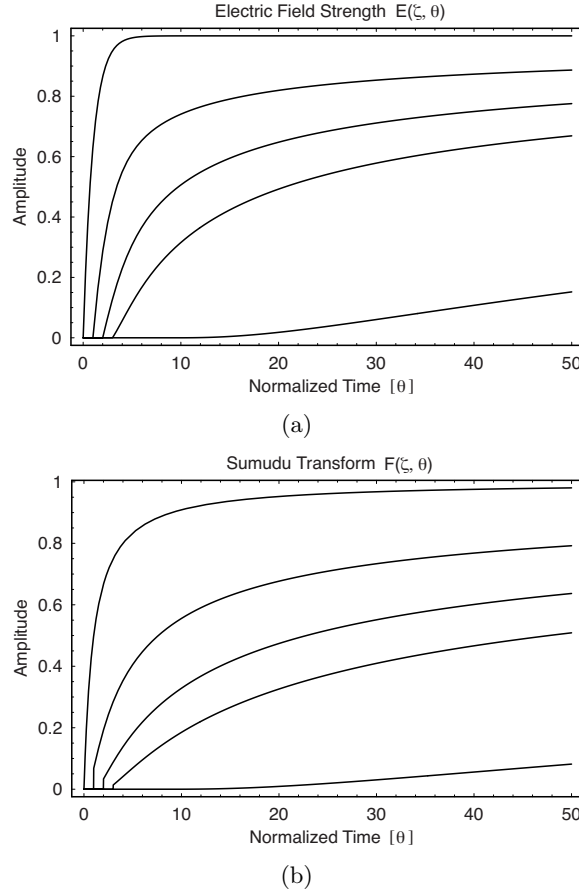 Electric Field Strength E(ζ, θ)
1
0.8
0.6
0.4
0.2
0
Amplitude
0 10 20 30 40 50
Normalized Time [θ]
(a)
Sumudu Transform F(ζ, θ)
1
0.8
0.6
0.4
0.2
0
Amplitude
0 10 20 30 40 50
Normalized Time [θ]
(b)